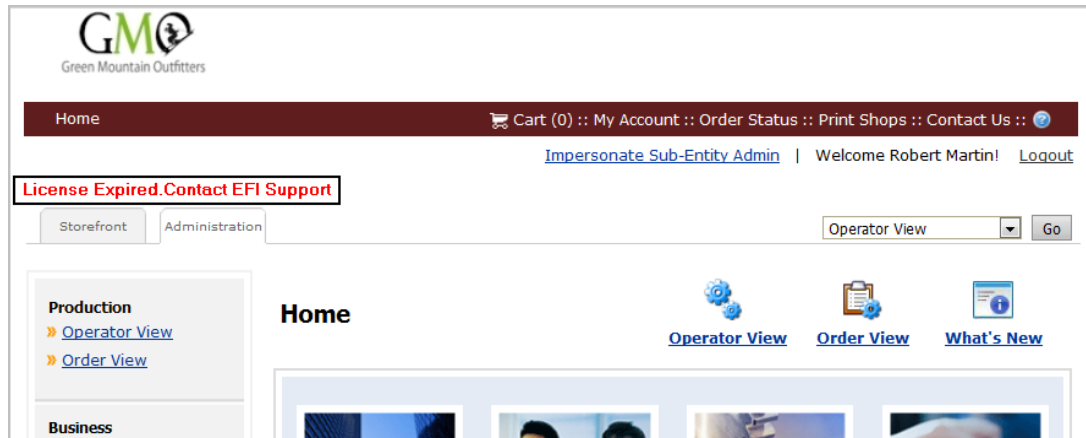 GMO
Green Mountain Outfitters
Home
Cart (0) :: My Account :: Order Status :: Print Shops :: Contact Us ::
Impersonate Sub-Entity Admin | Welcome Robert Martin! Logout
License Expired.Contact EFI Support
Storefront Administration
Operator View Go
Production
» Operator View
» Order View
Home
Operator View Order View What's New
Business